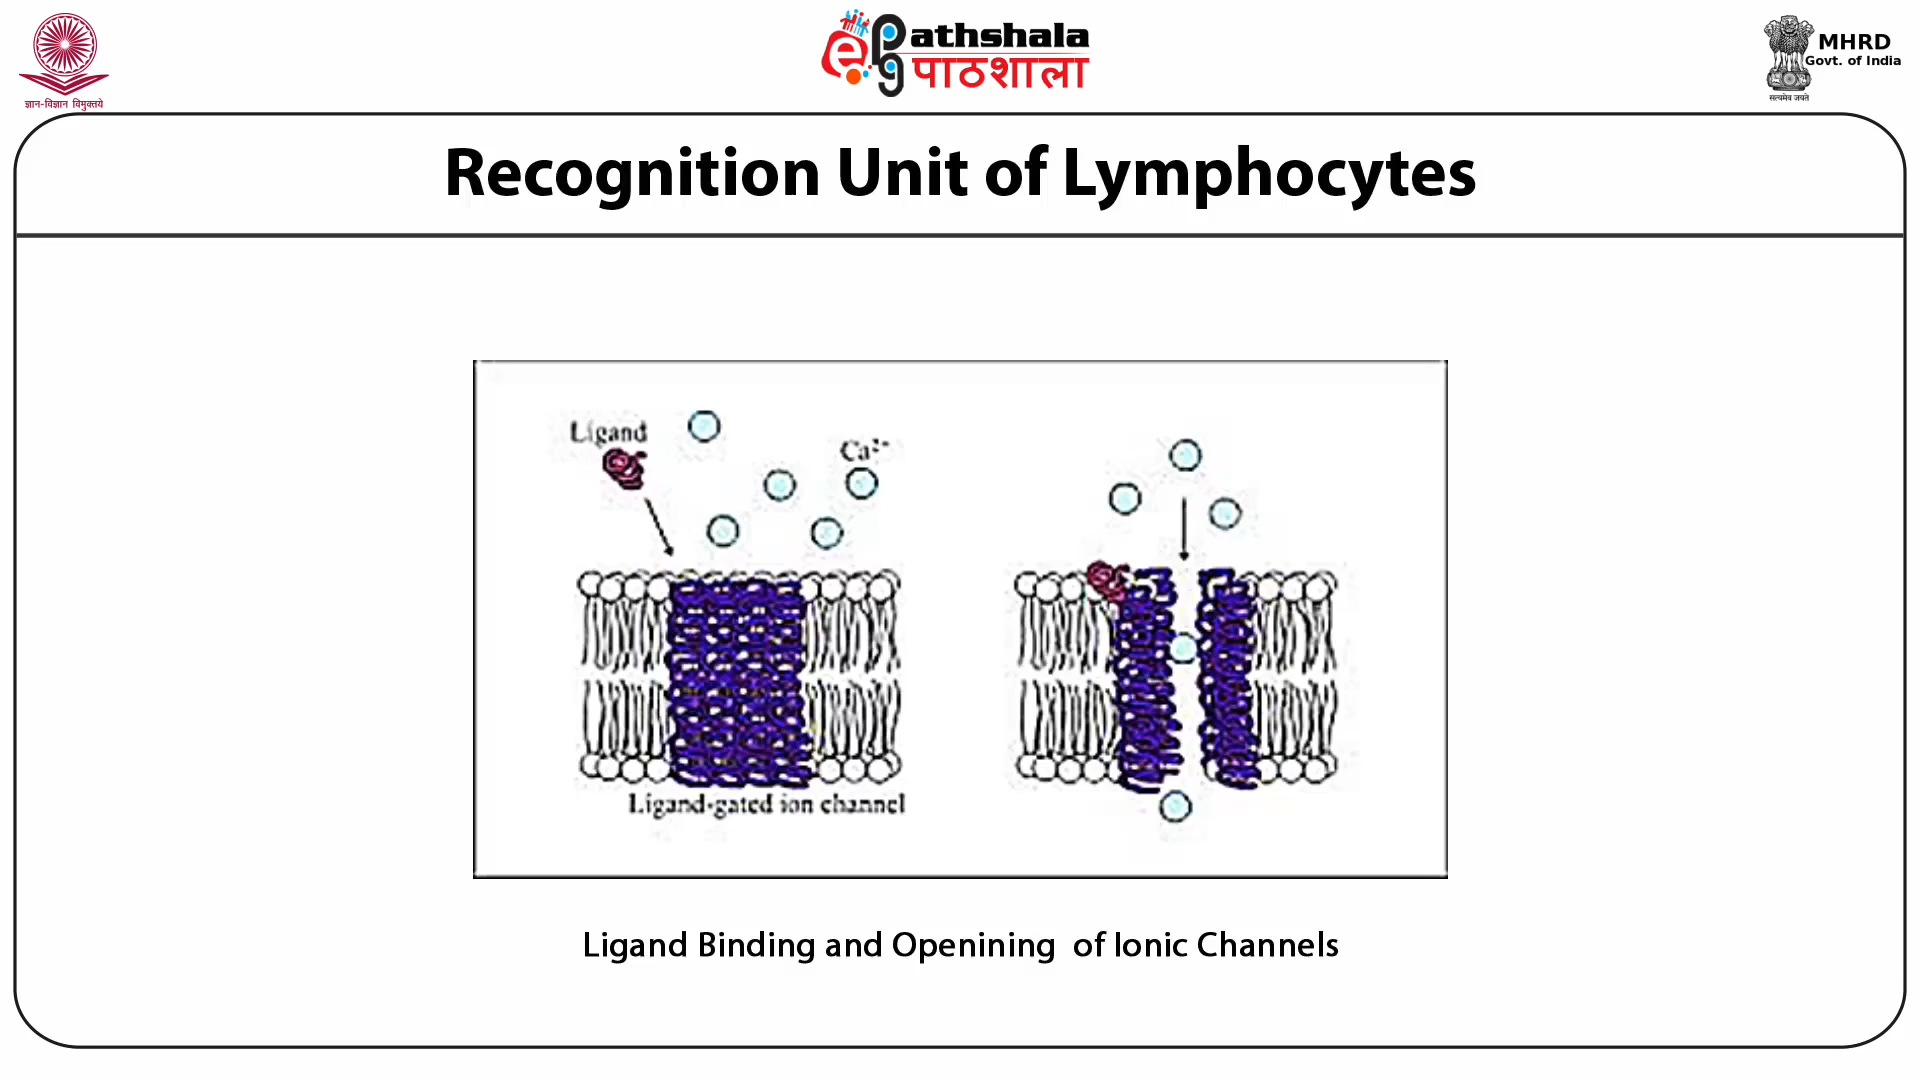 ज्ञान-विज्ञान विमुक्तये
ePathshala
पाठशाला
MHRD
Govt. of India
सत्यमेव जयते
Recognition Unit of Lymphocytes
Ligand
Ca²⁺
Ligand-gated ion channel
Ligand Binding and Openining of Ionic Channels